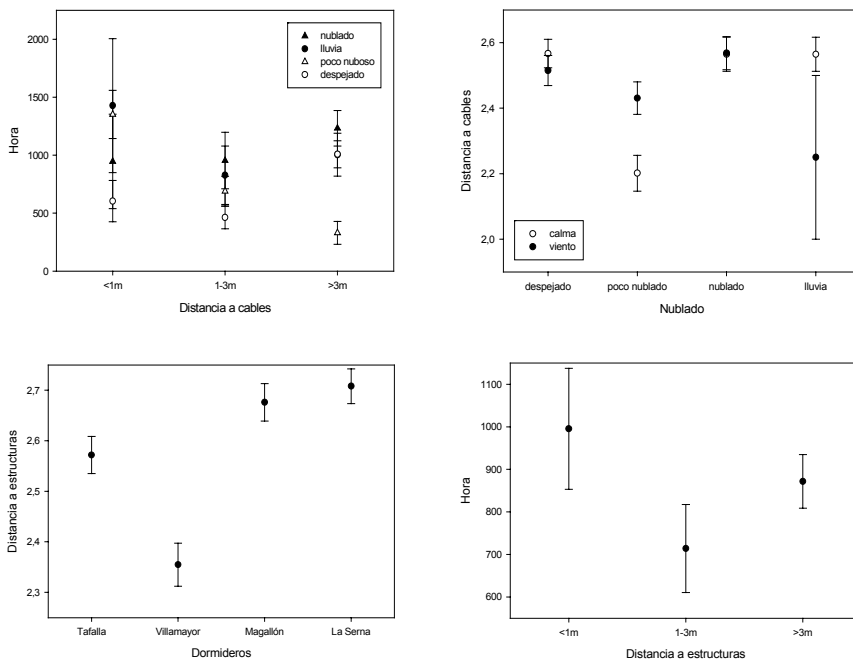 2000
1500
1000
500
0
Hora
<1m
1-3m
>3m
Distancia a cables
nublado
lluvia
poco nuboso
despejado
2,6
2,4
2,2
2,0
Distancia a cables
calma
viento
despejado
poco nublado
nublado
lluvia
Nublado
2,7
2,6
2,5
2,4
2,3
Distancia a estructuras
Tafalla
Villamayor
Magallón
La Serna
Dormideros
1100
1000
900
800
700
600
Hora
<1m
1-3m
>3m
Distancia a estructuras